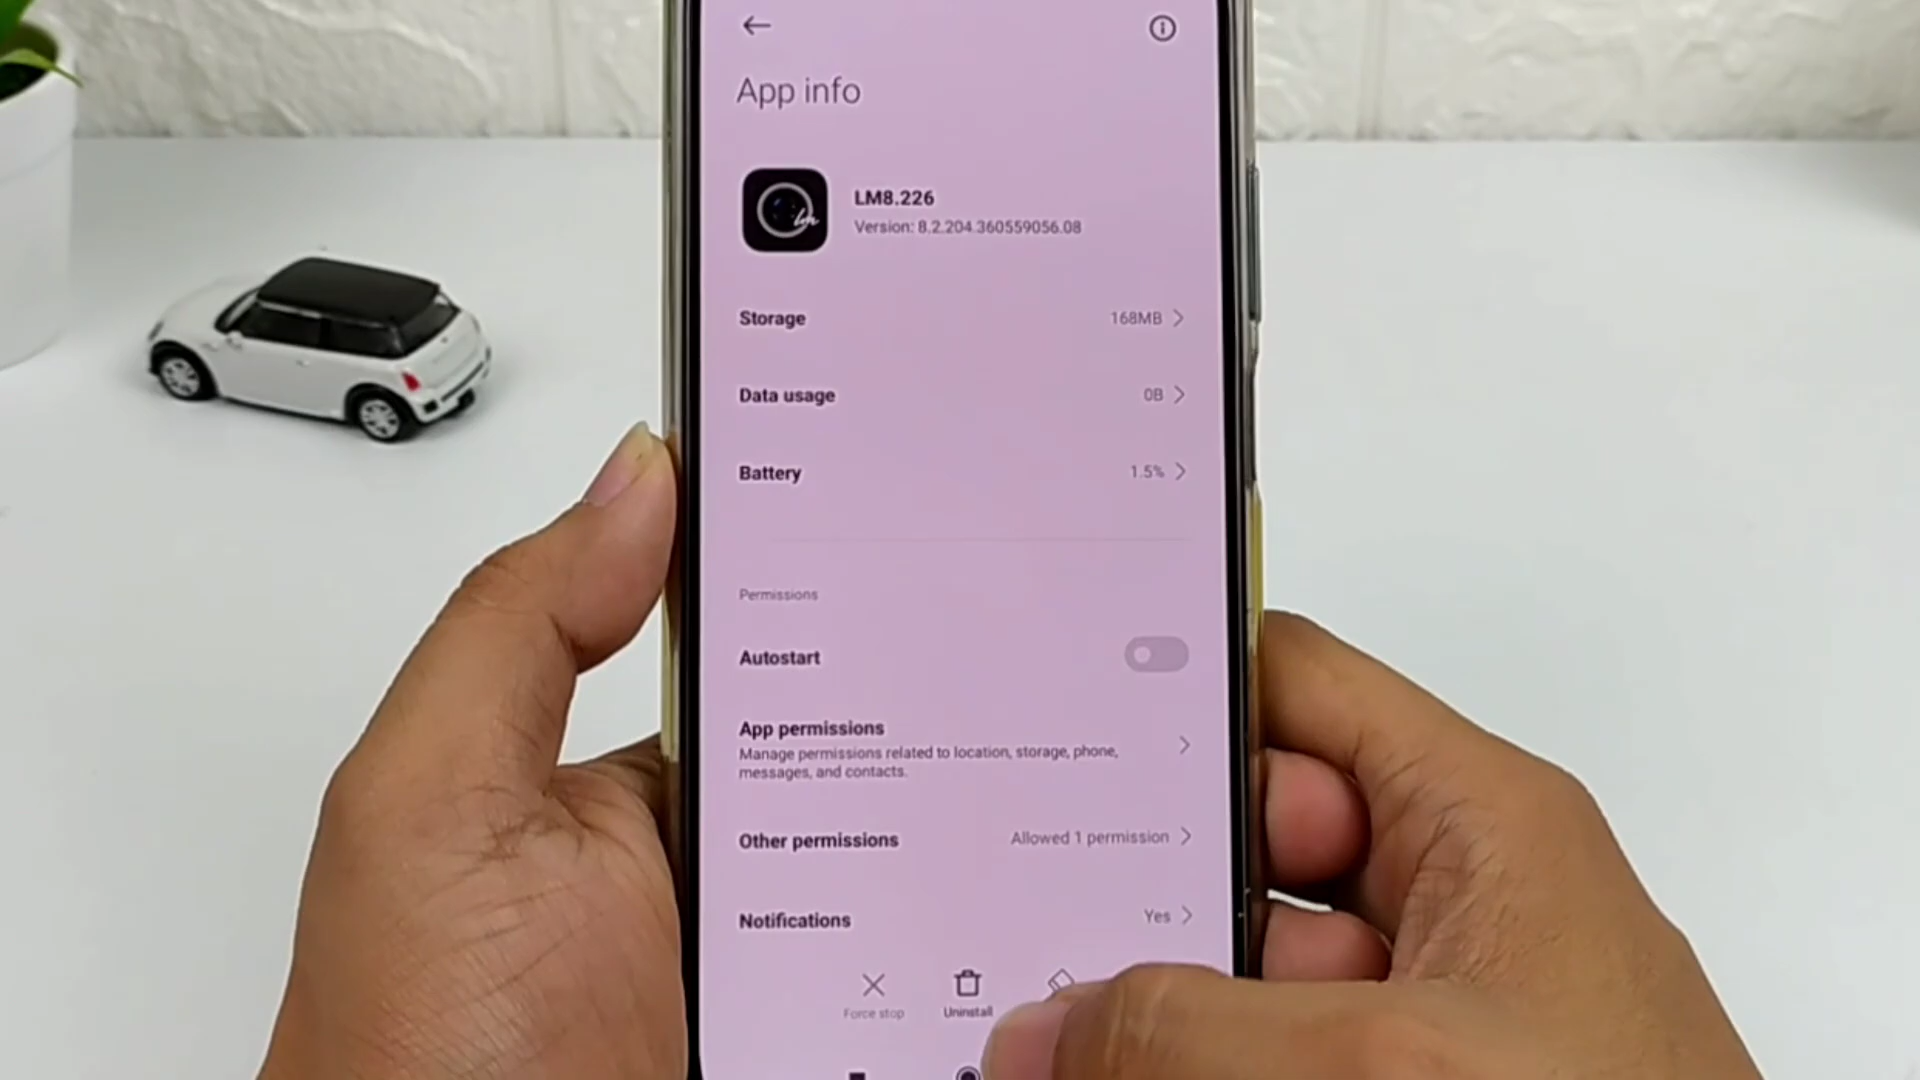 App info
LM8.226
Version: 8.2.204.360559056.08
Storage 168MB
Data usage 0B
Battery 1.5%
Permissions
Autostart
App permissions
Manage permissions related to location, storage, phone,
messages, and contacts.
Other permissions Allowed 1 permission
Notifications Yes
Force stop Uninstall